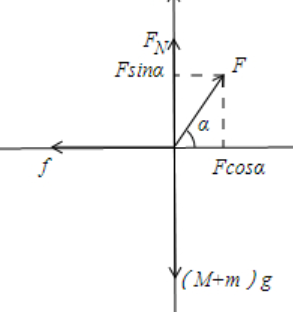 F_N
Fsinα
F
α
f
Fcosα
(M+m)g